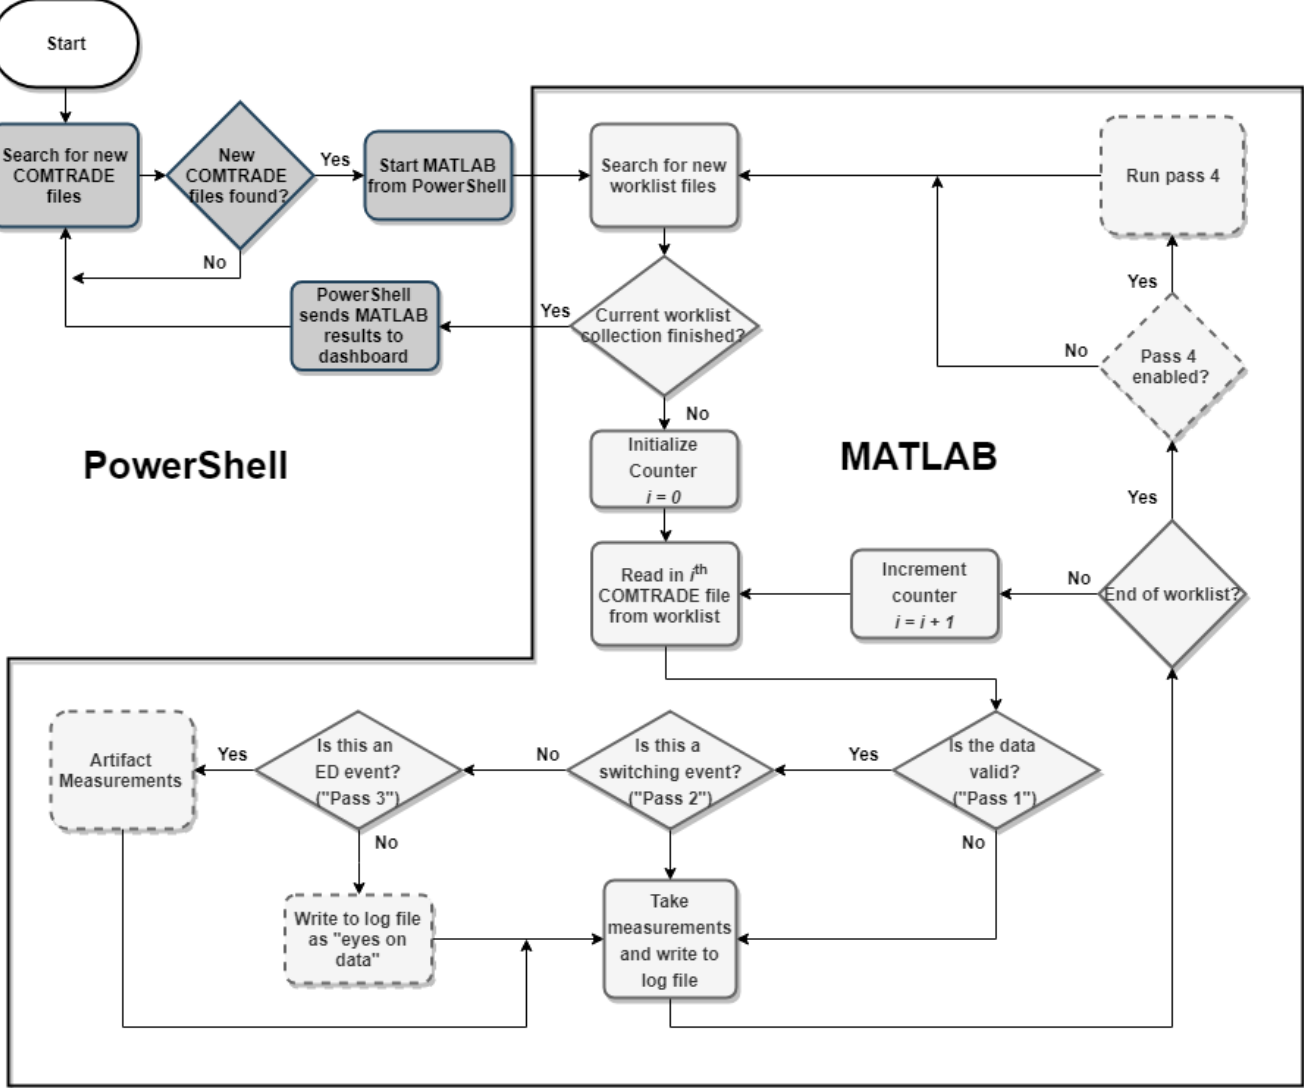 Start
Search for new
COMTRADE
files
New
COMTRADE
files found?
Yes
No
Start MATLAB
from PowerShell
PowerShell
sends MATLAB
results to
dashboard
Search for new
worklist files
Current worklist
collection finished?
Yes
No
Initialize
Counter
i = 0
Read in ith
COMTRADE file
from worklist
Increment
counter
i = i + 1
No
End of worklist?
Yes
Pass 4
enabled?
No
Yes
Run pass 4
PowerShell
MATLAB
Is the data
valid?
("Pass 1")
Yes
No
Is this a
switching event?
("Pass 2")
No
Is this an
ED event?
("Pass 3")
Yes
No
Artifact
Measurements
Write to log file
as "eyes on
data"
Take
measurements
and write to
log file